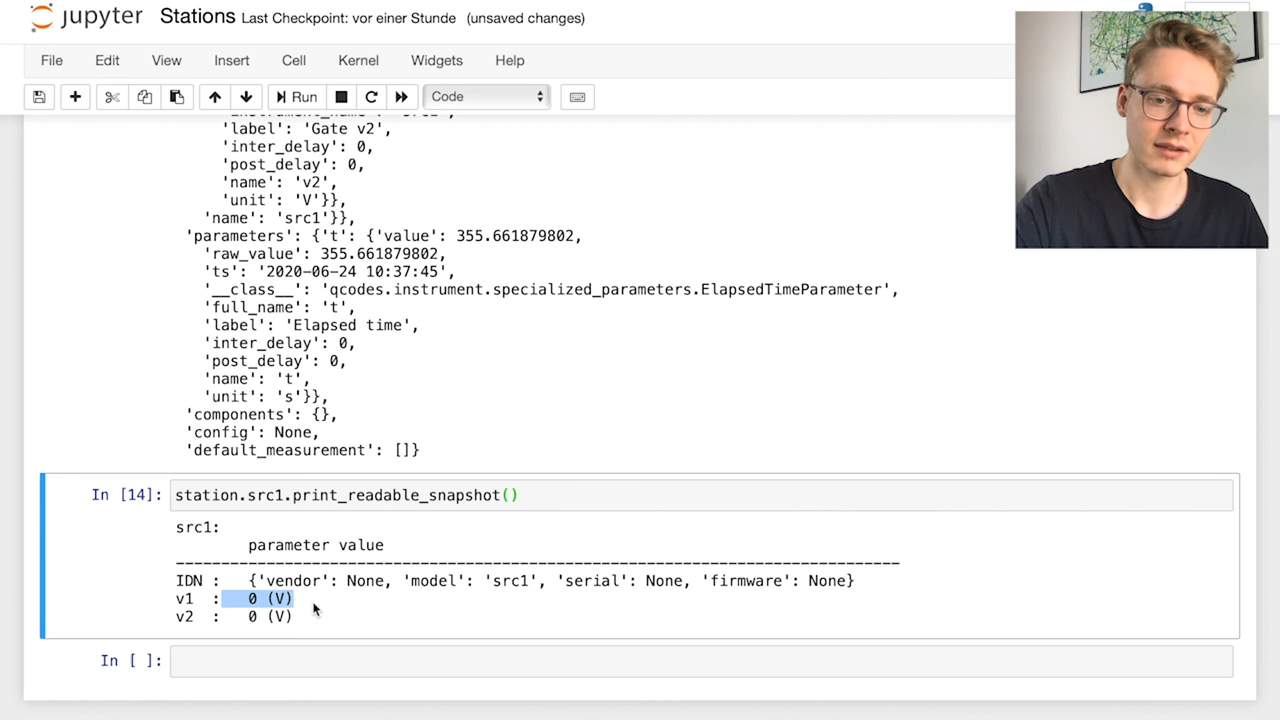 jupyter Stations Last Checkpoint: vor einer Stunde (unsaved changes)
File Edit View Insert Cell Kernel Widgets Help
Run Code
'label': 'Gate v2',
'inter_delay': 0,
'post_delay': 0,
'name': 'v2',
'unit': 'V'}},
'name': 'src1'}},
'parameters': {'t': {'value': 355.661879802,
'raw_value': 355.661879802,
'ts': '2020-06-24 10:37:45',
'__class__': 'qcodes.instrument.specialized_parameters.ElapsedTimeParameter',
'full_name': 't',
'label': 'Elapsed time',
'inter_delay': 0,
'post_delay': 0,
'name': 't',
'unit': 's'}},
'components': {},
'config': None,
'default_measurement': []}
In [14]: station.src1.print_readable_snapshot()
src1:
parameter value
--------------------------------------------------------------------------------
IDN : {'vendor': None, 'model': 'src1', 'serial': None, 'firmware': None}
v1 : 0 (V)
v2 : 0 (V)
In [ ]: